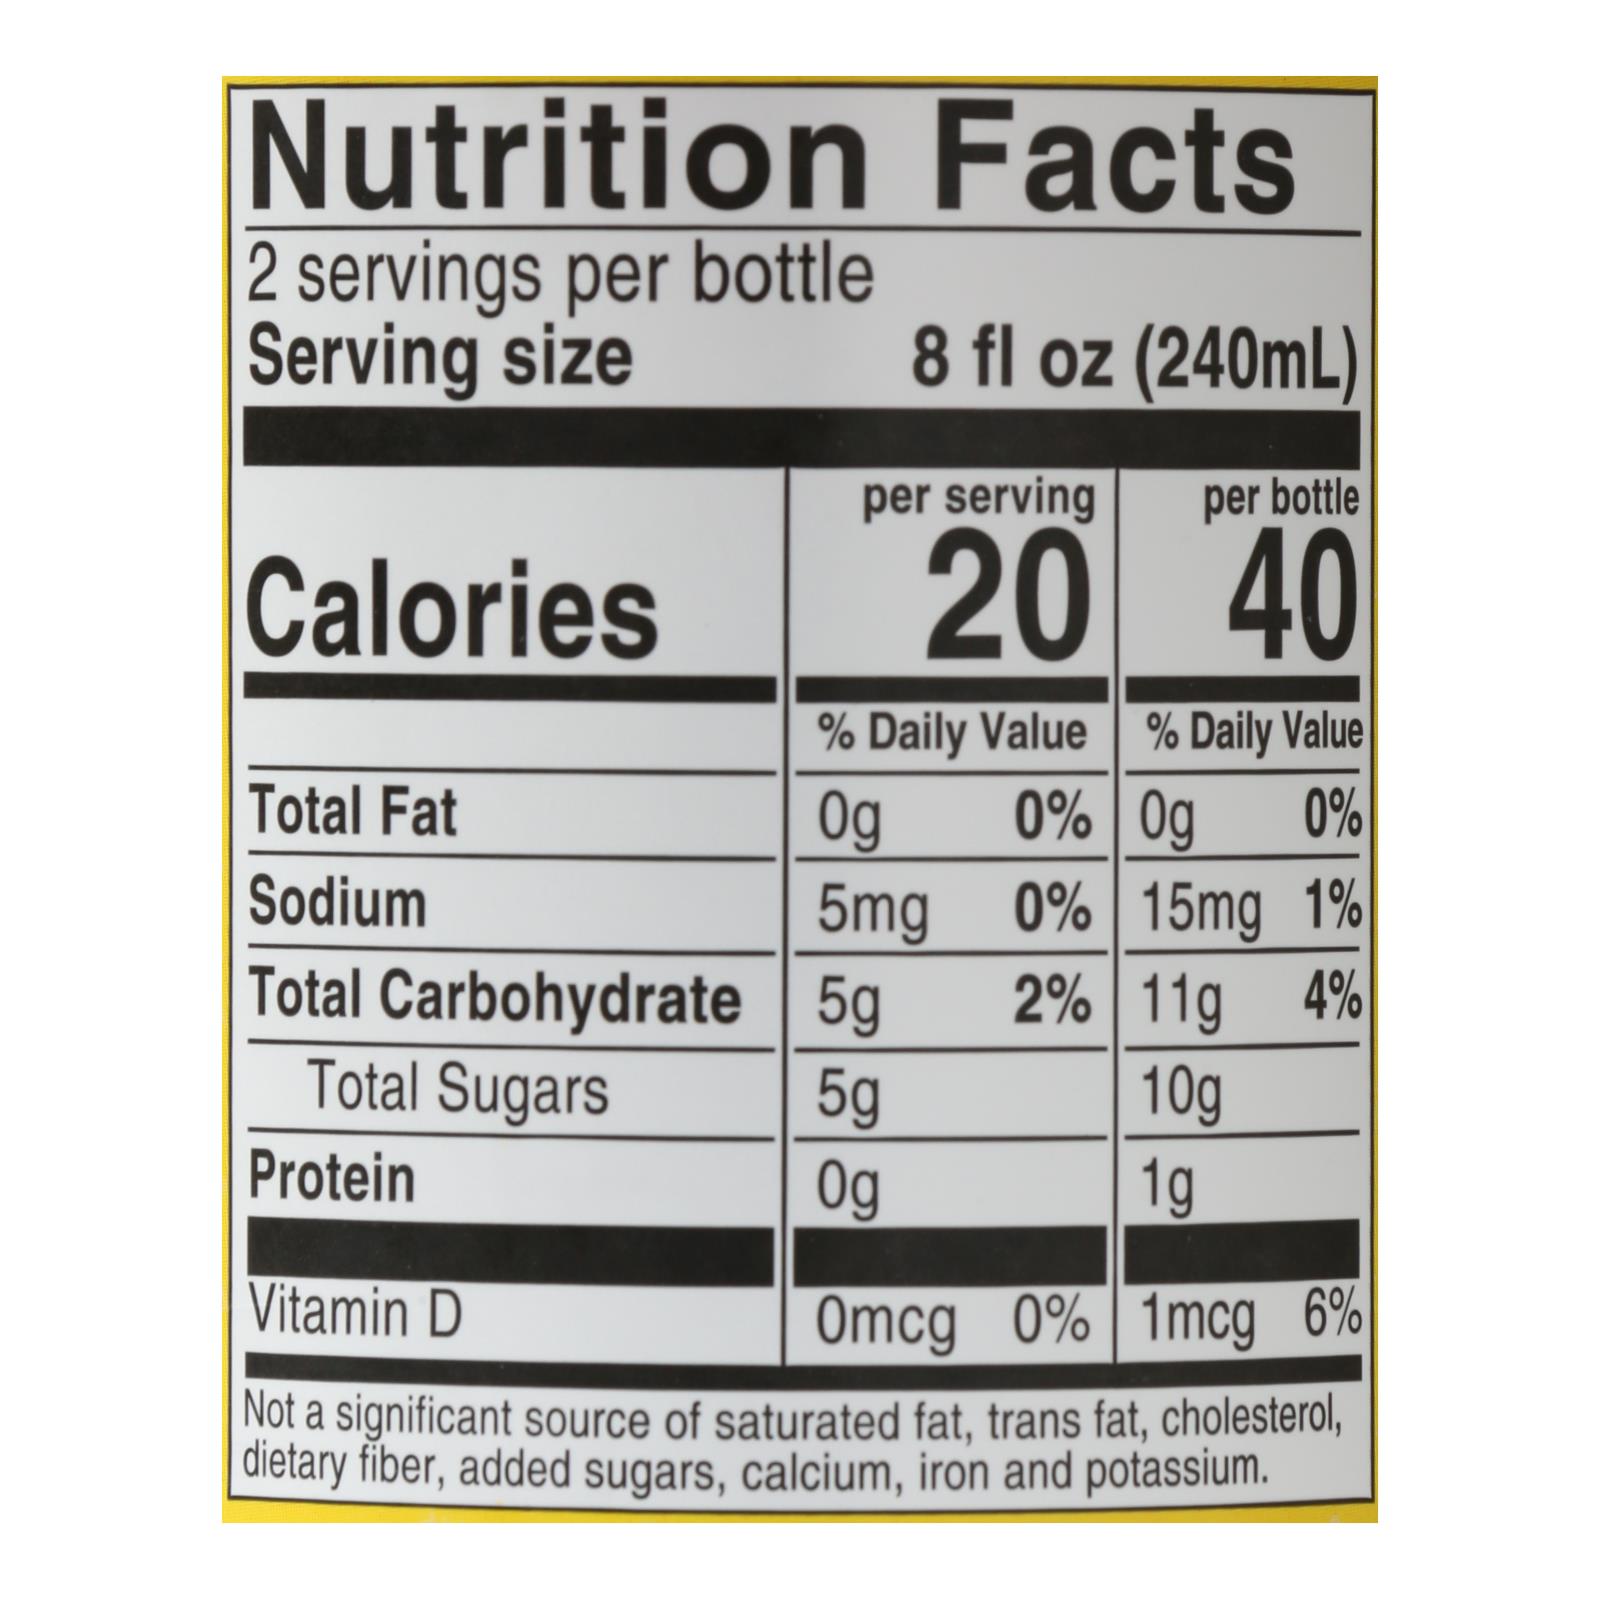 Nutrition Facts
2 servings per bottle
Serving size 8 fl oz (240mL)
per serving per bottle
Calories 20 40
% Daily Value % Daily Value
Total Fat 0g 0% 0g 0%
Sodium 5mg 0% 15mg 1%
Total Carbohydrate 5g 2% 11g 4%
Total Sugars 5g 10g
Protein 0g 1g
Vitamin D 0mcg 0% 1mcg 6%
Not a significant source of saturated fat, trans fat, cholesterol,
dietary fiber, added sugars, calcium, iron and potassium.